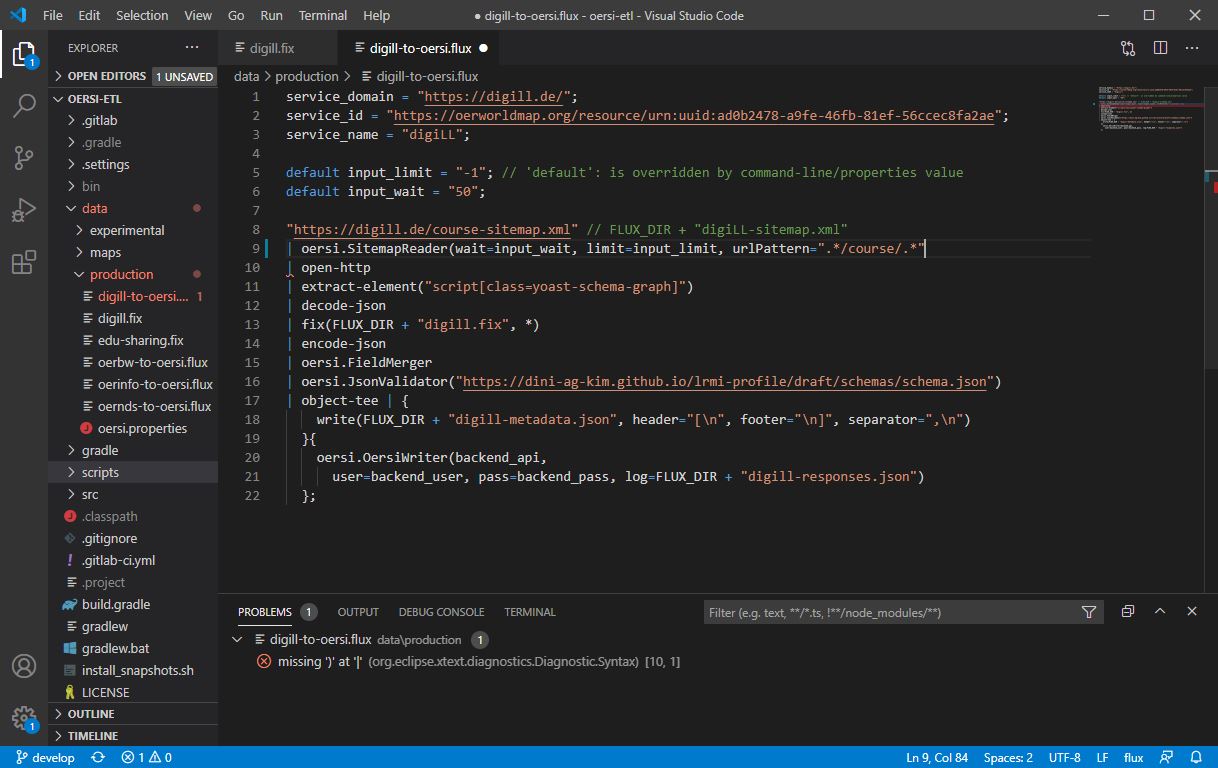 File Edit Selection View Go Run Terminal Help
● digill-to-oersi.flux - oersi-etl - Visual Studio Code
1
EXPLORER ···
OPEN EDITORS 1 UNSAVED
OERSI-ETL
.gitlab
.gradle
.settings
bin
data
experimental
maps
production
digill-to-oersi.... 1
digill.fix
edu-sharing.fix
oerbw-to-oersi.flux
oerinfo-to-oersi.flux
oernds-to-oersi.flux
oersi.properties
gradle
scripts
src
.classpath
.gitignore
.gitlab-ci.yml
.project
build.gradle
gradlew
gradlew.bat
install_snapshots.sh
LICENSE
OUTLINE
TIMELINE
1
digill.fix
digill-to-oersi.flux ●
data > production > digill-to-oersi.flux
1 service_domain = "https://digill.de/";
2 service_id = "http://oerworldmap.org/resource/urn:uuid:ad0b2478-a9fe-46fb-81ef-56ccec8fa2ae";
3 service_name = "digiLL";
4
5 default input_limit = "-1"; // 'default': is overridden by command-line/properties value
6 default input_wait = "50";
7
8 "https://digill.de/course-sitemap.xml" // FLUX_DIR + "digiLL-sitemap.xml"
9 | oersi.SitemapReader(wait=input_wait, limit=input_limit, urlPattern=".*/course/.*"
10 | open-http
11 | extract-element("script[class=yoast-schema-graph]")
12 | decode-json
13 | fix(FLUX_DIR + "digill.fix", *)
14 | encode-json
15 | oersi.FieldMerger
16 | oersi.JsonValidator("https://dini-ag-kim.github.io/lrmi-profile/draft/schemas/schema.json")
17 | object-tee | {
18 write(FLUX_DIR + "digill-metadata.json", header="[\n", footer="\n]", separator=",\n")
19 }{
20 oersi.OersiWriter(backend_api,
21 user=backend_user, pass=backend_pass, log=FLUX_DIR + "digill-responses.json")
22 };
PROBLEMS 1 OUTPUT DEBUG CONSOLE TERMINAL
Filter (e.g. text, **/*.ts, !**/node_modules/**)
digill-to-oersi.flux data\production 1
missing ')' at '|' (org.eclipse.xtext.diagnostics.Diagnostic.Syntax) [10, 1]
develop 1 0
Ln 9, Col 84 Spaces: 2 UTF-8 LF flux